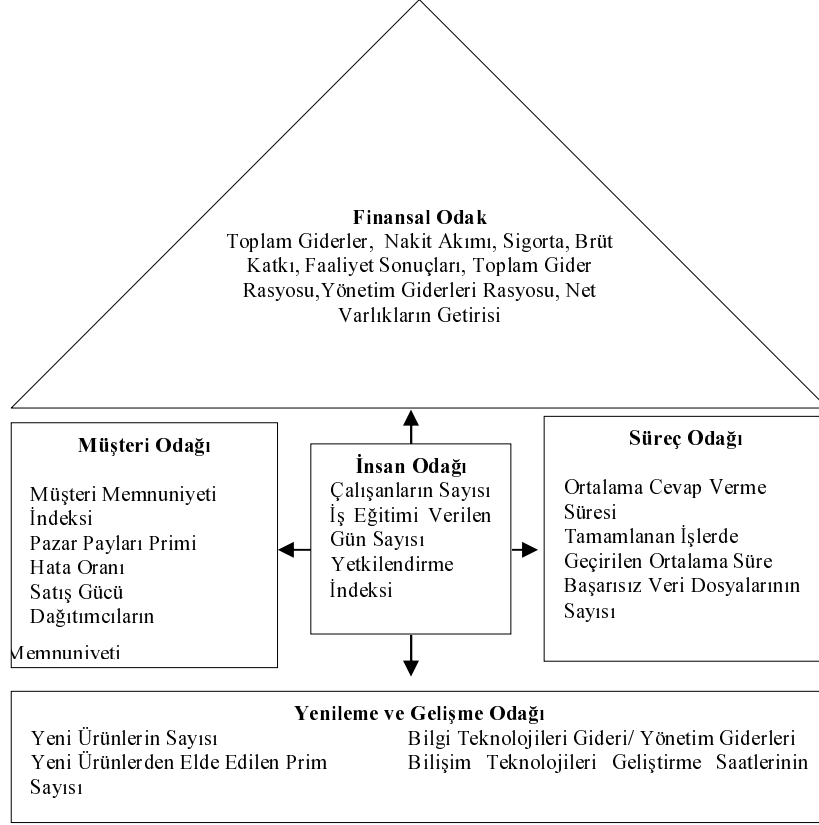 Finansal Odak
Toplam Giderler, Nakit Akımı, Sigorta, Brüt
Katkı, Faaliyet Sonuçları, Toplam Gider
Rasyosu,Yönetim Giderleri Rasyosu, Net
Varlıkların Getirisi
Müşteri Odağı
Müşteri Memnuniyeti
İndeksi
Pazar Payları Primi
Hata Oranı
Satış Gücü
Dağıtımcıların
Memnuniyeti
İnsan Odağı
Çalışanların Sayısı
İş Eğitimi Verilen
Gün Sayısı
Yetkilendirme
İndeksi
Süreç Odağı
Ortalama Cevap Verme
Süresi
Tamamlanan İşlerde
Geçirilen Ortalama Süre
Başarısız Veri Dosyalarının
Sayısı
Yenileme ve Gelişme Odağı
Yeni Ürünlerin Sayısı
Yeni Ürünlerden Elde Edilen Prim
Sayısı
Bilgi Teknolojileri Gideri/ Yönetim Giderleri
Bilişim Teknolojileri Geliştirme Saatlerinin